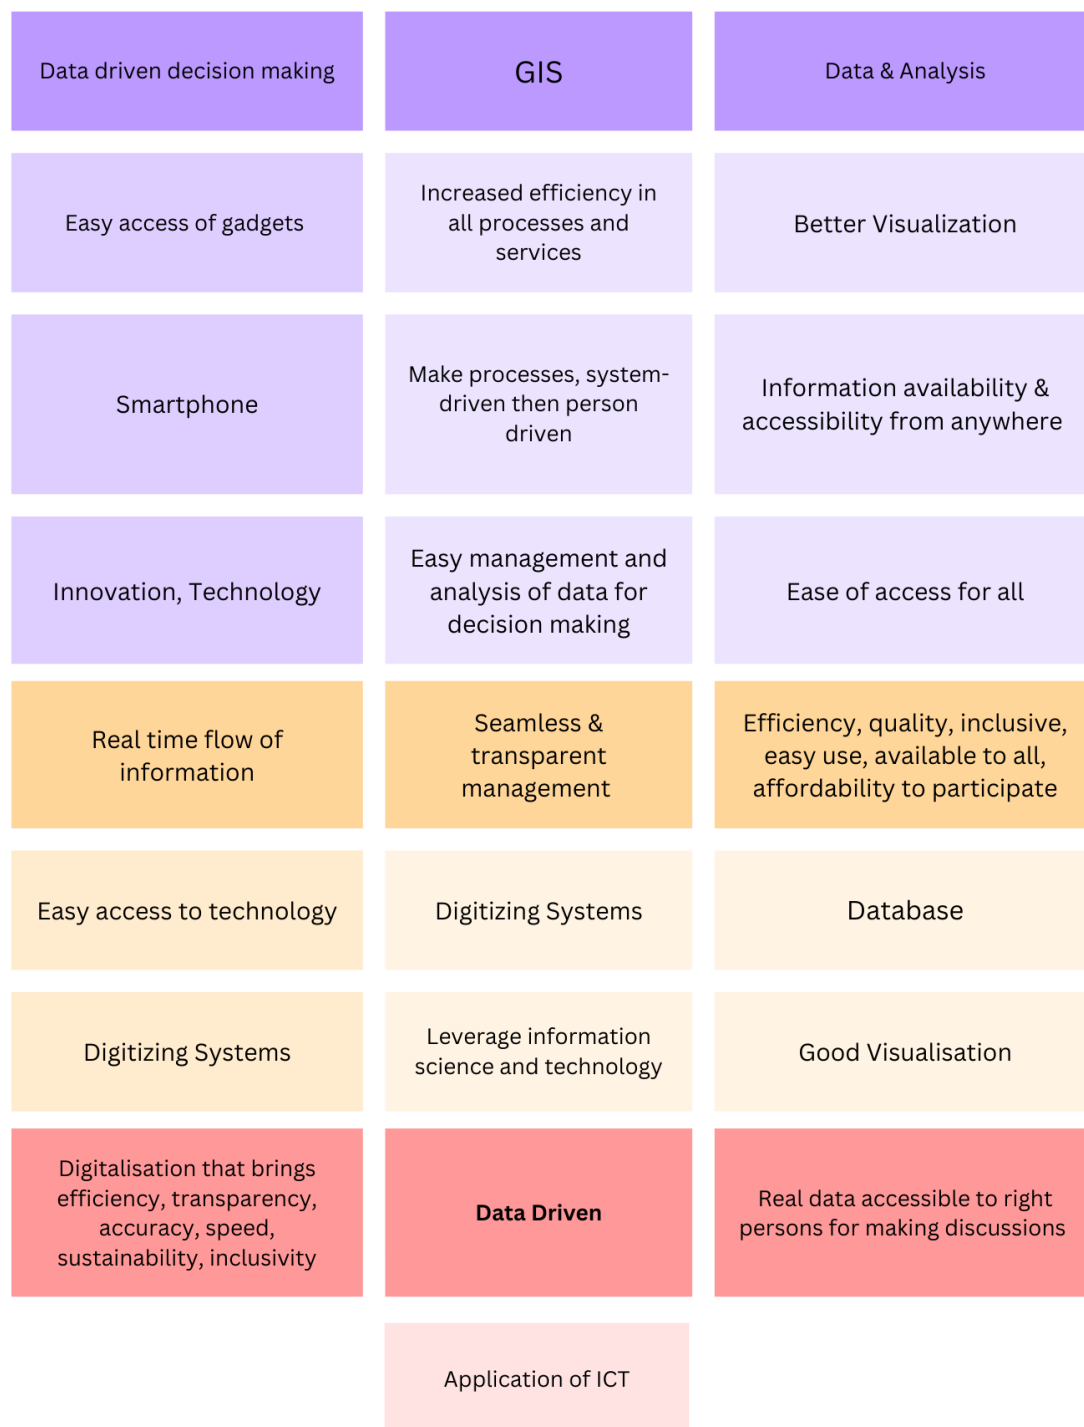 Data driven decision making
GIS
Data & Analysis
Easy access of gadgets
Increased efficiency in
all processes and
services
Better Visualization
Smartphone
Make processes, system-
driven then person
driven
Information availability &
accessibility from anywhere
Innovation, Technology
Easy management and
analysis of data for
decision making
Ease of access for all
Real time flow of
information
Seamless &
transparent
management
Efficiency, quality, inclusive,
easy use, available to all,
affordability to participate
Easy access to technology
Digitizing Systems
Database
Digitizing Systems
Leverage information
science and technology
Good Visualisation
Digitalisation that brings
efficiency, transparency,
accuracy, speed,
sustainability, inclusivity
Data Driven
Real data accessible to right
persons for making discussions
Application of ICT